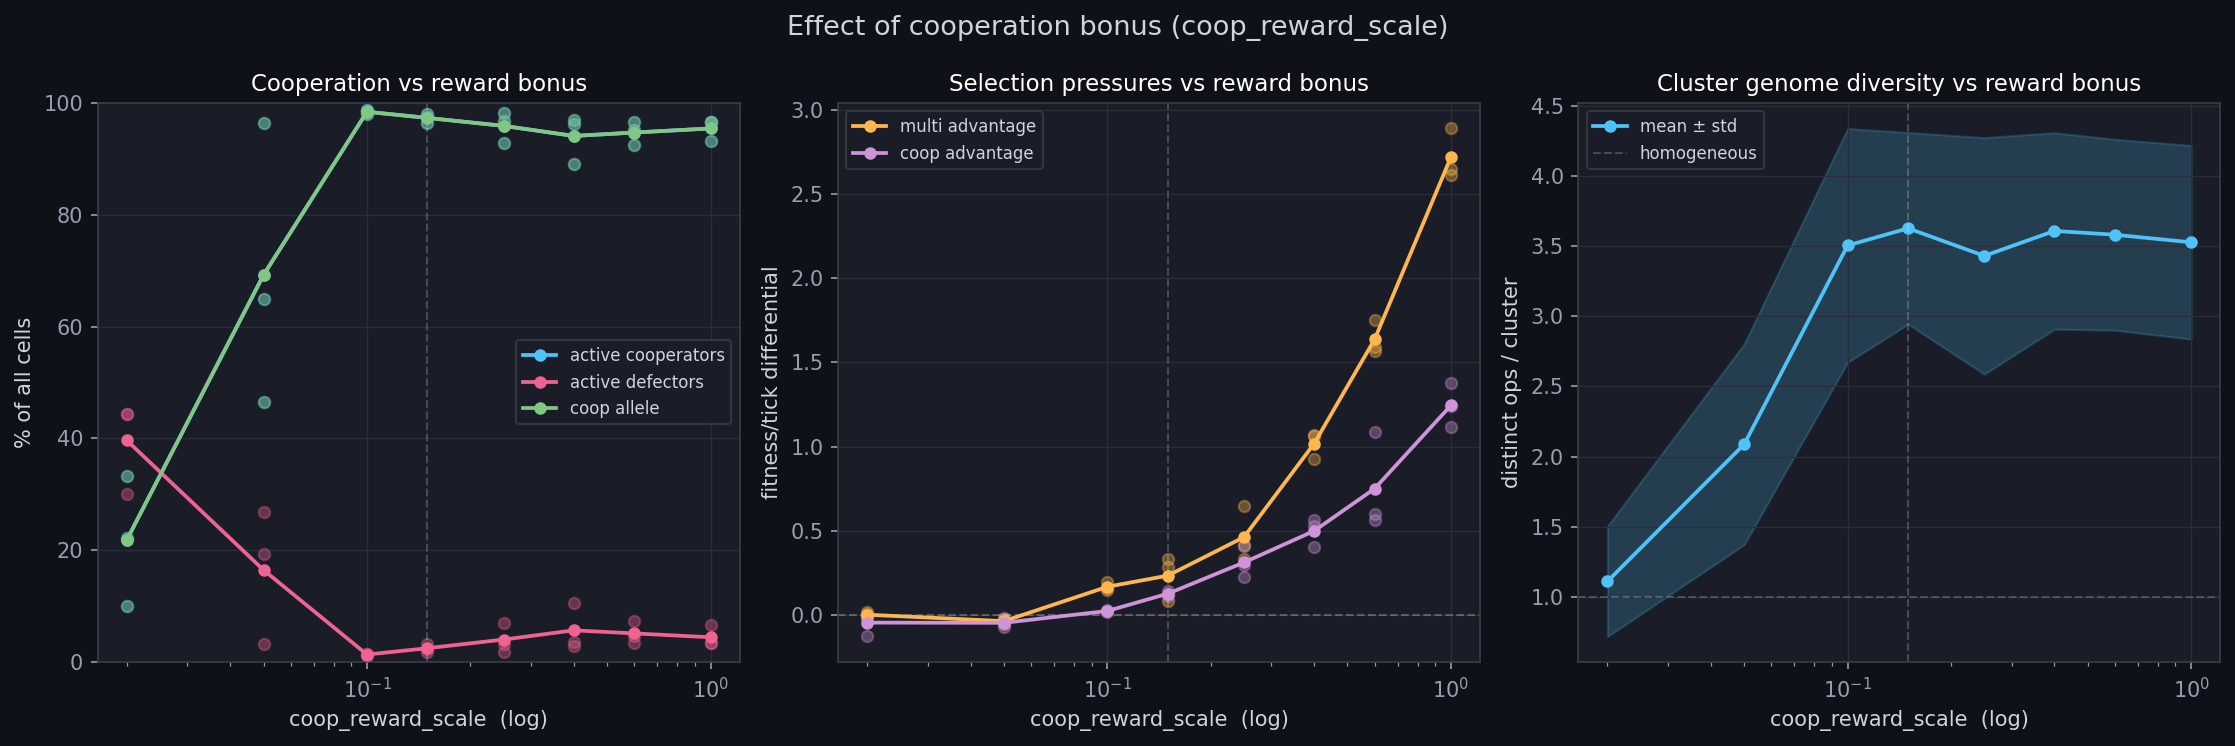 Effect of cooperation bonus (coop_reward_scale)
Cooperation vs reward bonus
% of all cells
100
80
60
40
20
0
active cooperators
active defectors
coop allele
10⁻¹
10⁰
coop_reward_scale (log)
Selection pressures vs reward bonus
fitness/tick differential
3.0
2.5
2.0
1.5
1.0
0.5
0.0
multi advantage
coop advantage
10⁻¹
10⁰
coop_reward_scale (log)
Cluster genome diversity vs reward bonus
distinct ops / cluster
4.5
4.0
3.5
3.0
2.5
2.0
1.5
1.0
mean ± std
homogeneous
10⁻¹
10⁰
coop_reward_scale (log)